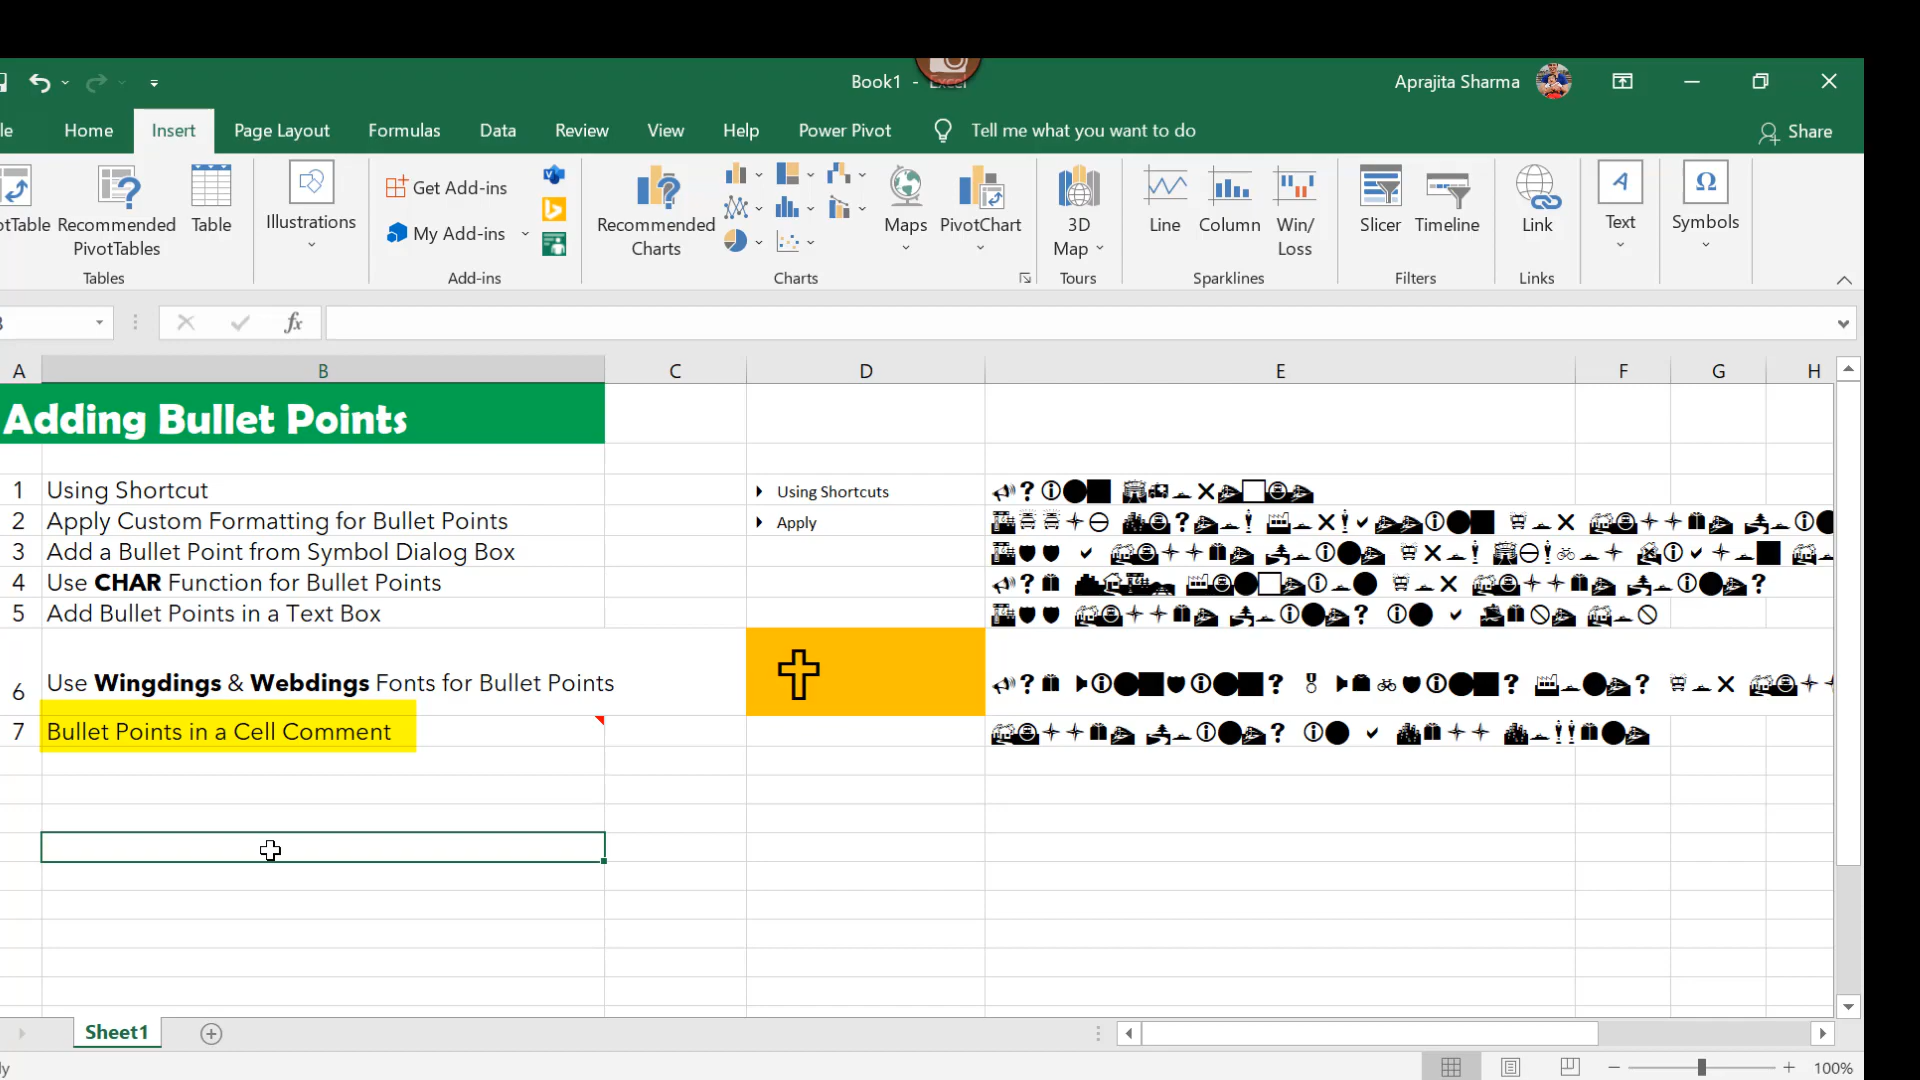 Book1 - Excel
Aprajita Sharma
Home Insert Page Layout Formulas Data Review View Help Power Pivot Tell me what you want to do Share
Recommended PivotTables
Table
Illustrations
Get Add-ins
My Add-ins
Recommended Charts
Maps
PivotChart
3D Map
Line
Column
Win/Loss
Slicer
Timeline
Link
Text
Symbols
Tables Add-ins Charts Tours Sparklines Filters Links
fx
A B C D E F G H
Adding Bullet Points
1 Using Shortcut
Using Shortcuts
2 Apply Custom Formatting for Bullet Points
Apply
3 Add a Bullet Point from Symbol Dialog Box
4 Use CHAR Function for Bullet Points
5 Add Bullet Points in a Text Box
6 Use Wingdings & Webdings Fonts for Bullet Points
7 Bullet Points in a Cell Comment
Sheet1
100%